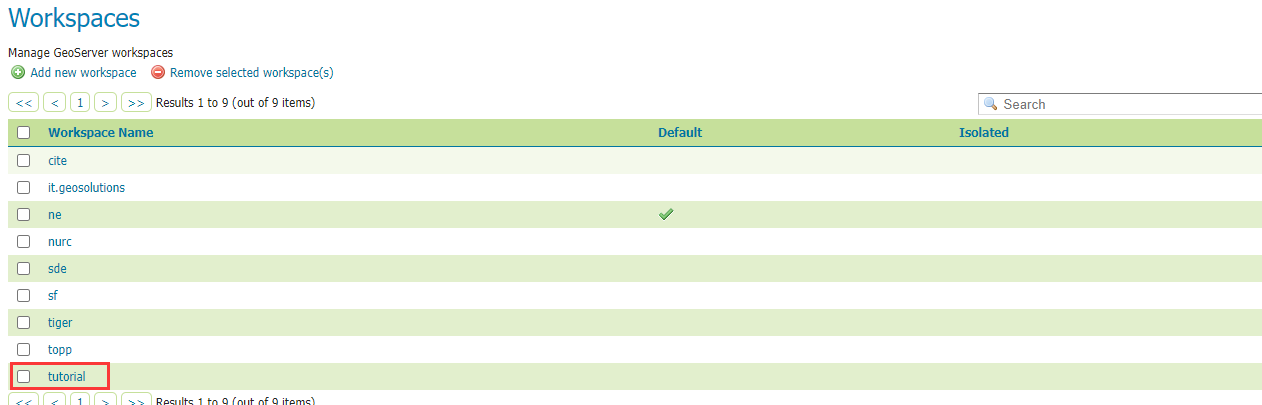 Workspaces
Manage GeoServer workspaces
Add new workspace Remove selected workspace(s)
<< < 1 > >> Results 1 to 9 (out of 9 items) Search
Workspace Name Default Isolated
cite
it.geosolutions
ne
nurc
sde
sf
tiger
topp
tutorial
<< < 1 > >> Results 1 to 9 (out of 9 items)